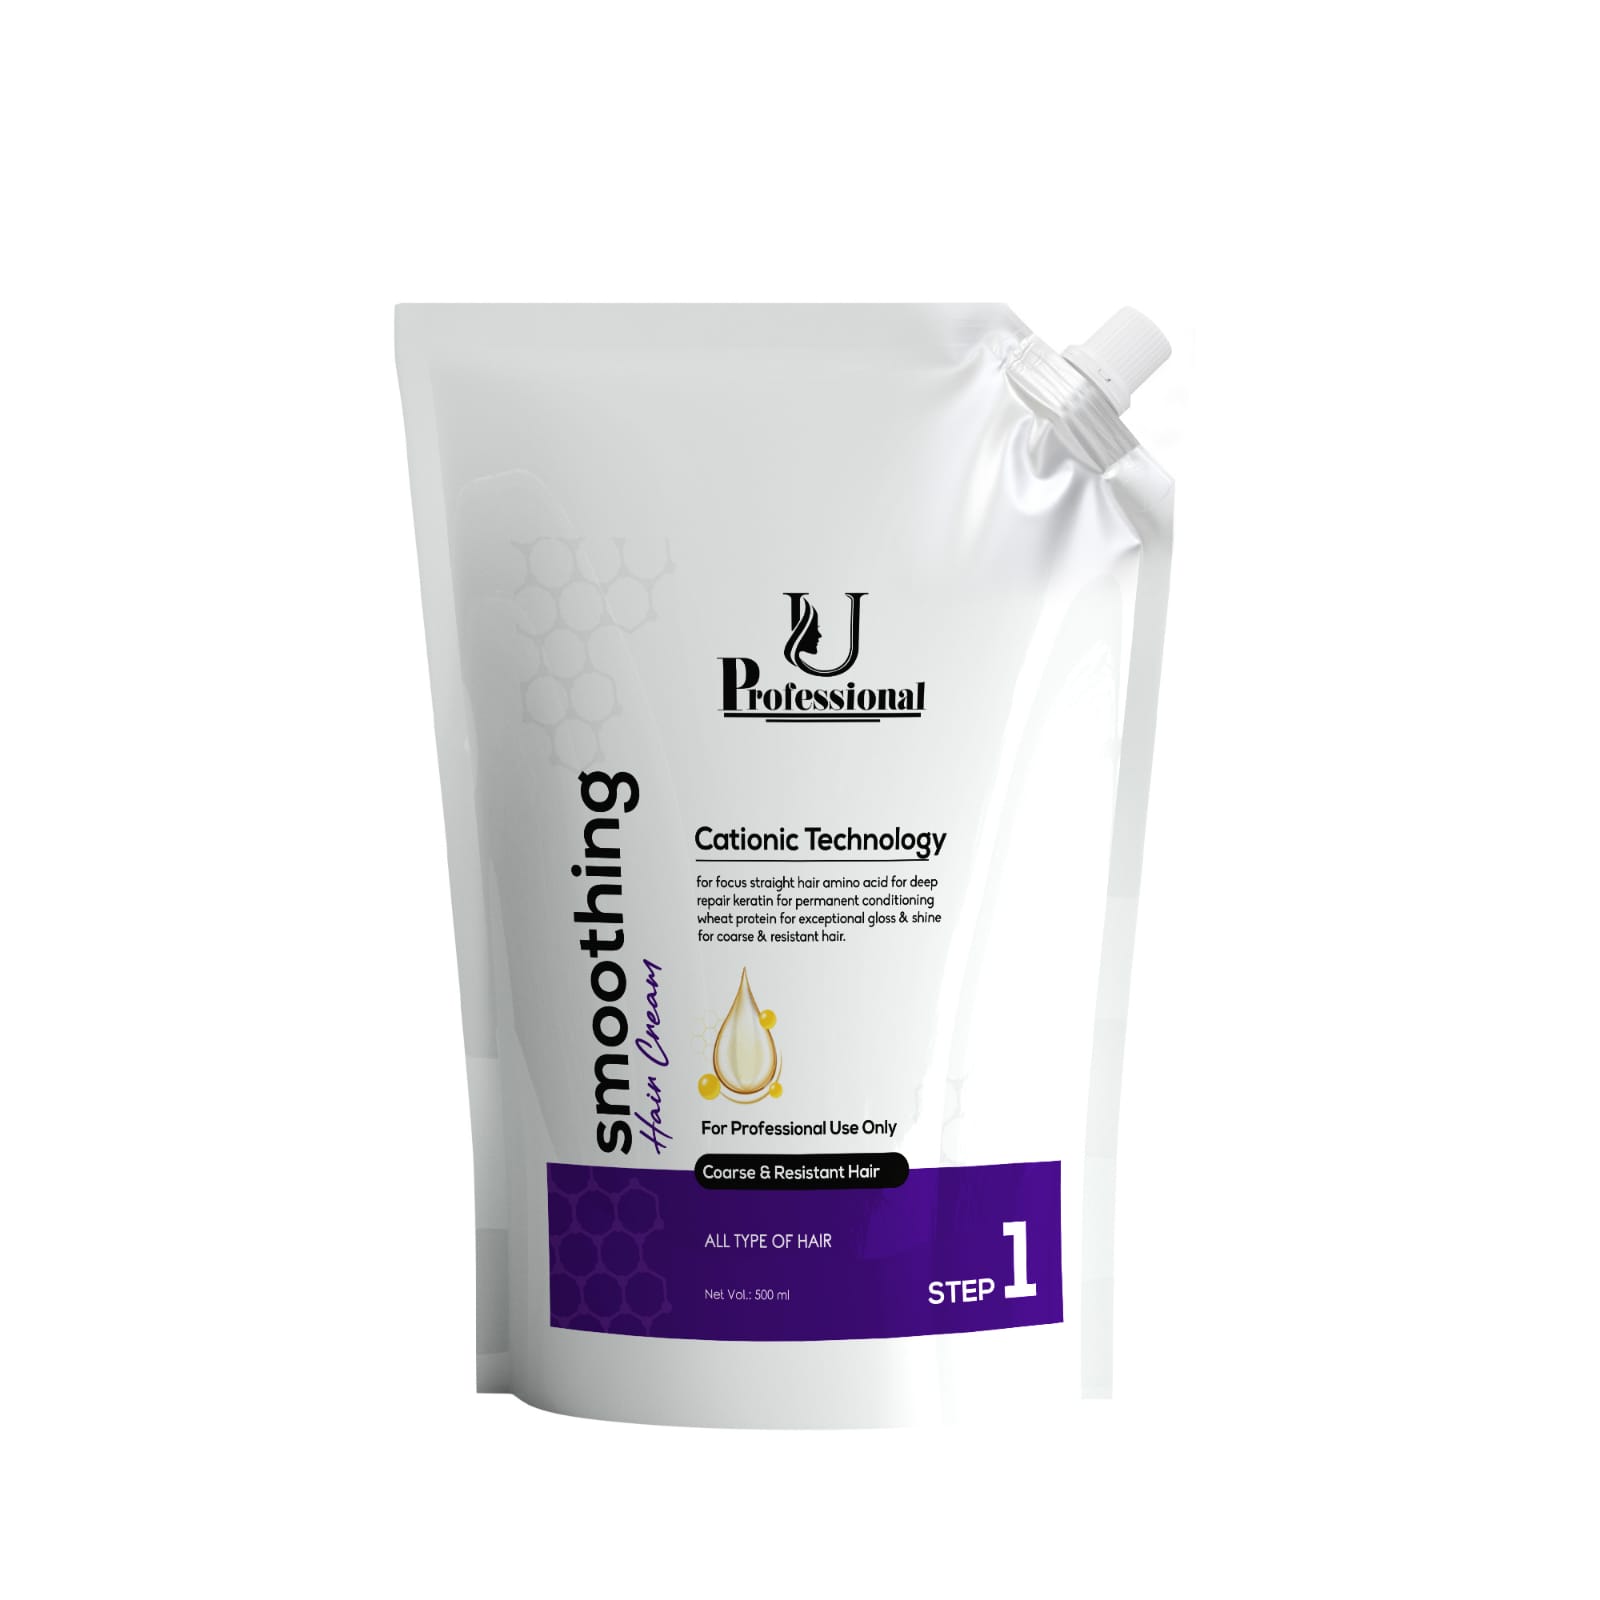 U
Professional
smoothing
Hair Cream
Cationic Technology
for focus straight hair amino acid for deep
repair keratin for permanent conditioning
wheat protein for exceptional gloss & shine
for coarse & resistant hair.
For Professional Use Only
Coarse & Resistant Hair
ALL TYPE OF HAIR
Net Vol.: 500 ml
STEP 1